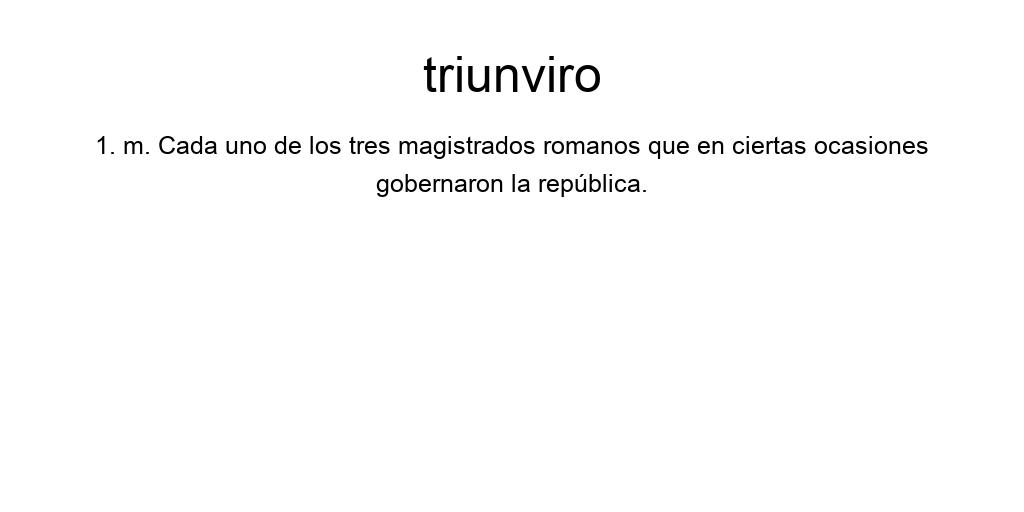 triunviro
1. m. Cada uno de los tres magistrados romanos que en ciertas ocasiones
gobernaron la república.